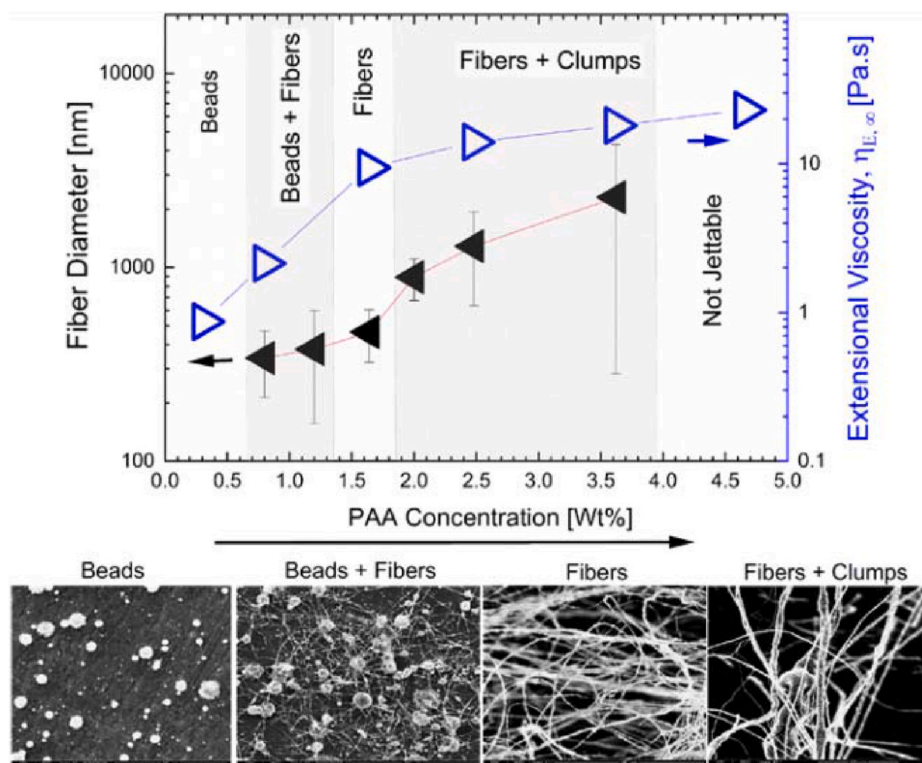 Fiber Diameter [nm]
10000
1000
100
Beads
Beads + Fibers
Fibers
Fibers + Clumps
Not Jettable
10
1
0.1
Extensional Viscosity, η_E,∞ [Pa.s]
0.0 0.5 1.0 1.5 2.0 2.5 3.0 3.5 4.0 4.5 5.0
PAA Concentration [Wt%]
Beads Beads + Fibers Fibers Fibers + Clumps